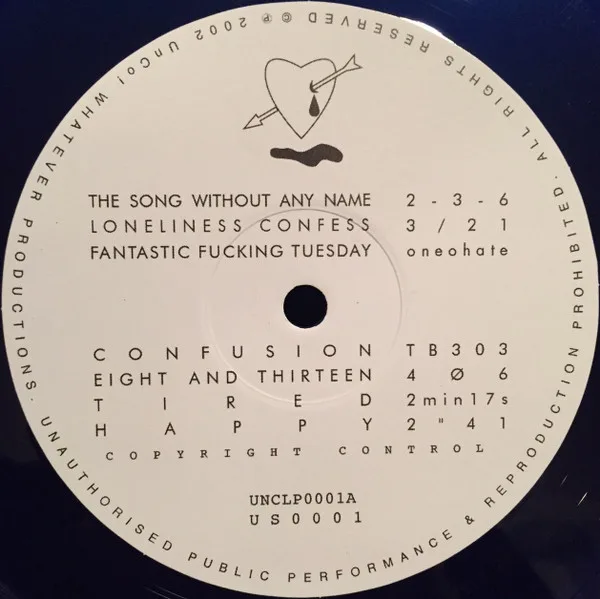 THE SONG WITHOUT ANY NAME 2 - 3 - 6
LONELINESS CONFESS 3 / 21
FANTASTIC FUCKING TUESDAY oneohate
CONFUSION TB303
EIGHT AND THIRTEEN 4 Ø 6
TIRED 2min17s
HAPPY 2 " 41
COPYRIGHT CONTROL
UNCLP0001A
US0001
℗ 2002 UnCo! WHATEVER PRODUCTIONS. UNAUTHORISED PUBLIC PERFORMANCE & REPRODUCTION PROHIBITED. ALL RIGHTS RESERVED ©